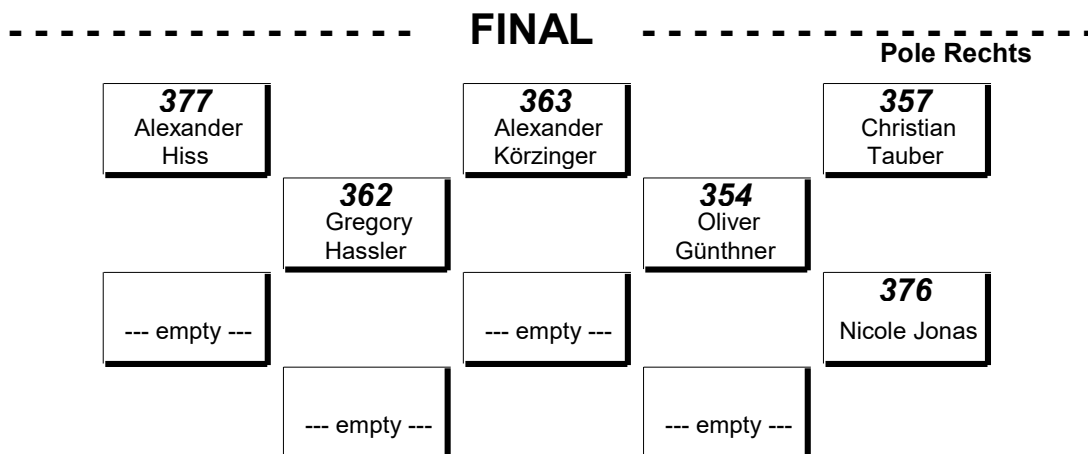 FINAL
Pole Rechts
377
Alexander
Hiss
363
Alexander
Körzinger
357
Christian
Tauber
362
Gregory
Hassler
354
Oliver
Günthner
--- empty ---
--- empty ---
376
Nicole Jonas
--- empty ---
--- empty ---